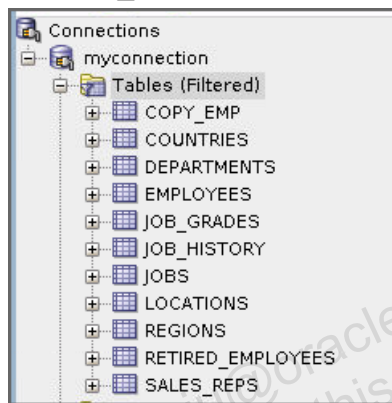 Connections
myconnection
Tables (Filtered)
COPY_EMP
COUNTRIES
DEPARTMENTS
EMPLOYEES
JOB_GRADES
JOB_HISTORY
JOBS
LOCATIONS
REGIONS
RETIRED_EMPLOYEES
SALES_REPS